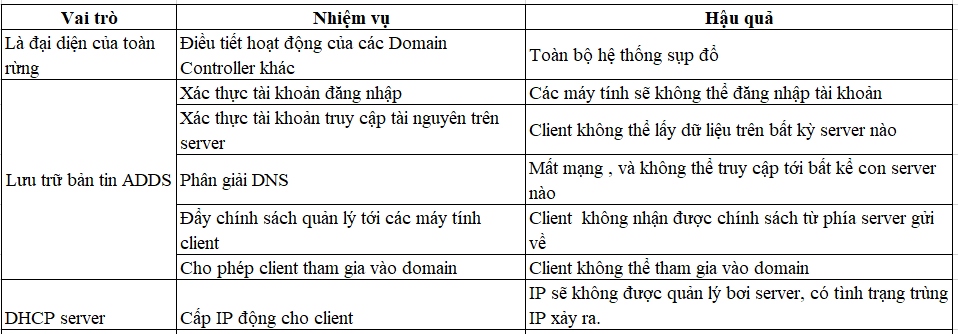 Vai trò Nhiệm vụ Hậu quả
Là đại diện của toàn
rừng
Điều tiết hoạt động của các Domain
Controller khác
Toàn bộ hệ thống sụp đổ
Lưu trữ bản tin ADDS
Xác thực tài khoản đăng nhập
Các máy tính sẽ không thể đăng nhập tài khoản
Xác thực tài khoản truy cập tài nguyên trên
server
Client không thể lấy dữ liệu trên bất kỳ server nào
Phân giải DNS
Mất mạng , và không thể truy cập tới bất kể con server
nào
Đẩy chính sách quản lý tới các máy tính
client
Client  không nhận được chính sách từ phía server gửi
về
Cho phép client tham gia vào domain
Client không thể tham gia vào domain
DHCP server
Cấp IP động cho client
IP sẽ không được quản lý bơi server, có tình trạng trùng
IP xảy ra.